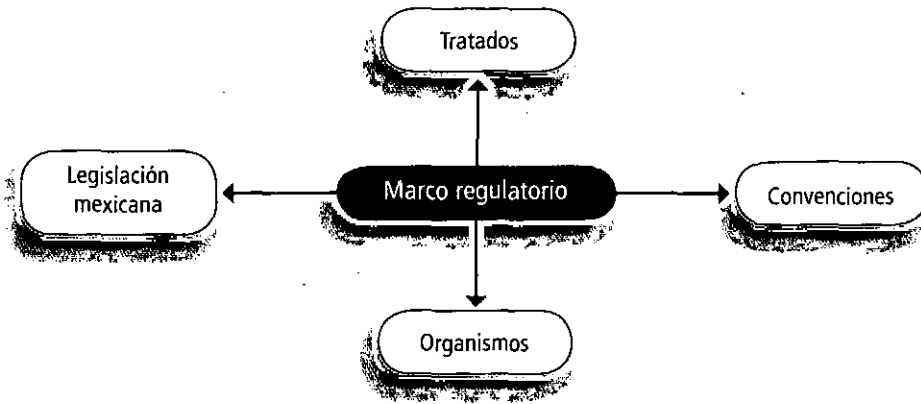 Tratados
Legislación
mexicana
Marco regulatorio
Convenciones
Organismos